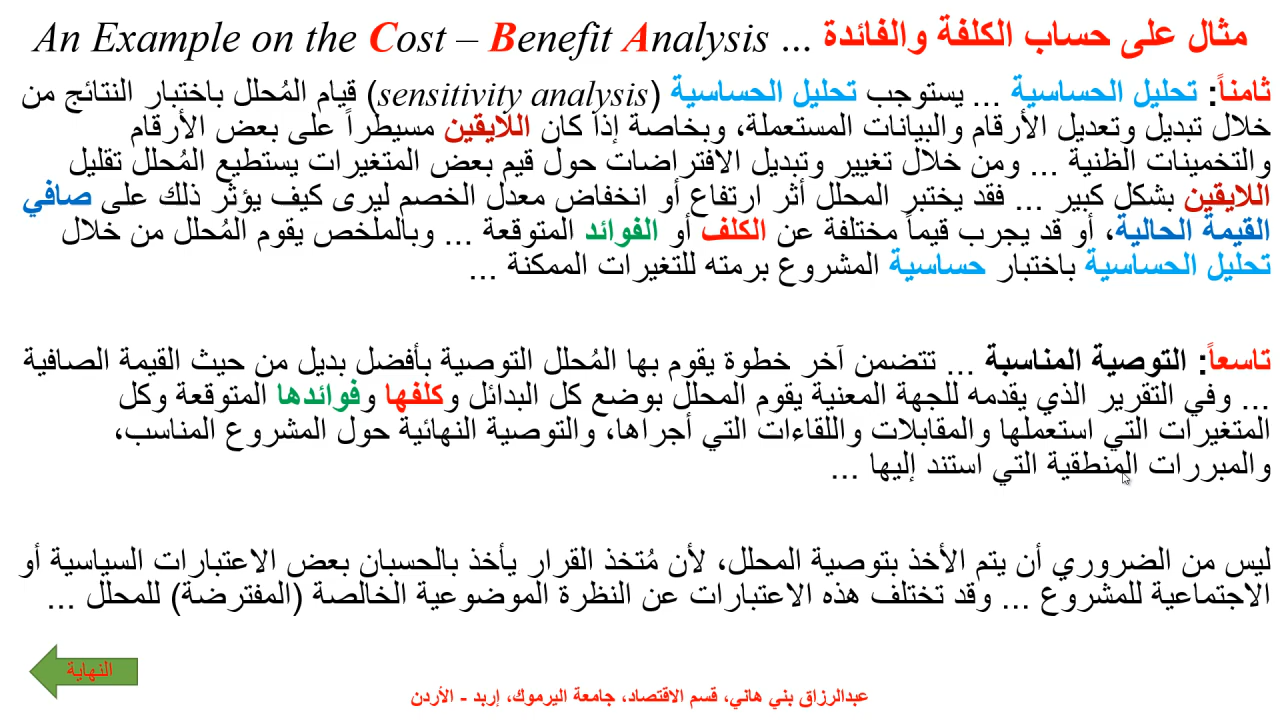 مثال على حساب الكلفة والفائدة ... An Example on the Cost – Benefit Analysis
ثامناً: تحليل الحساسية ... يستوجب تحليل الحساسية (sensitivity analysis) قيام المُحلل باختبار النتائج من
خلال تبديل وتعديل الأرقام والبيانات المستعملة، وبخاصة إذا كان اللايقين مسيطراً على بعض الأرقام
والتخمينات الظنية ... ومن خلال تغيير وتبديل الافتراضات حول قيم بعض المتغيرات يستطيع المُحلل تقليل
اللايقين بشكل كبير ... فقد يختبر المحلل أثر ارتفاع أو انخفاض معدل الخصم ليرى كيف يؤثر ذلك على صافي
القيمة الحالية، أو قد يجرب قيماً مختلفة عن الكلف أو الفوائد المتوقعة ... وبالملخص يقوم المُحلل من خلال
تحليل الحساسية باختبار حساسية المشروع برمته للتغيرات الممكنة ...
تاسعاً: التوصية المناسبة ... تتضمن آخر خطوة يقوم بها المُحلل التوصية بأفضل بديل من حيث القيمة الصافية
... وفي التقرير الذي يقدمه للجهة المعنية يقوم المحلل بوضع كل البدائل وكلفها وفوائدها المتوقعة وكل
المتغيرات التي استعملها والمقابلات واللقاءات التي أجراها، والتوصية النهائية حول المشروع المناسب،
والمبررات المنطقية التي استند إليها ...
ليس من الضروري أن يتم الأخذ بتوصية المحلل، لأن مُتخذ القرار يأخذ بالحسبان بعض الاعتبارات السياسية أو
الاجتماعية للمشروع ... وقد تختلف هذه الاعتبارات عن النظرة الموضوعية الخالصة (المفترضة) للمحلل ...
النهاية
عبدالرزاق بني هاني، قسم الاقتصاد، جامعة اليرموك، إربد - الأردن